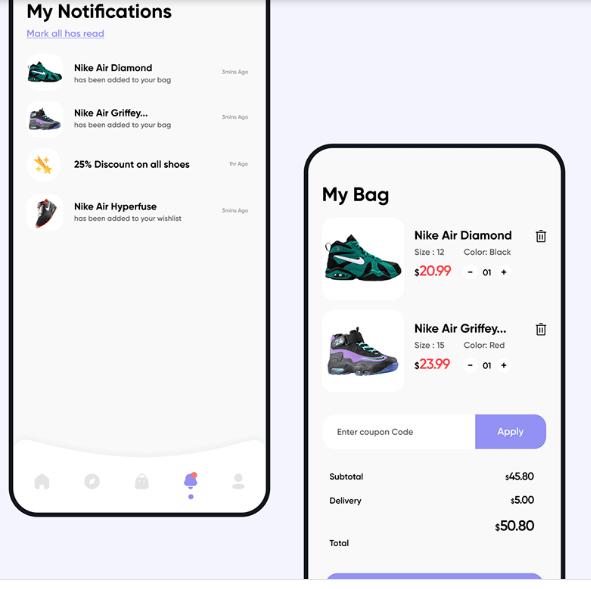 My Notifications
Mark all has read
Nike Air Diamond
has been added to your bag
3mins Ago
Nike Air Griffey...
has been added to your bag
3mins Ago
25% Discount on all shoes
1hr Ago
Nike Air Hyperfuse
has been added to your wishlist
3mins Ago
My Bag
Nike Air Diamond
Size : 12 Color: Black
$20.99 - 01 +
Nike Air Griffey...
Size : 15 Color: Red
$23.99 - 01 +
Enter coupon Code Apply
Subtotal $45.80
Delivery $5.00
$50.80
Total